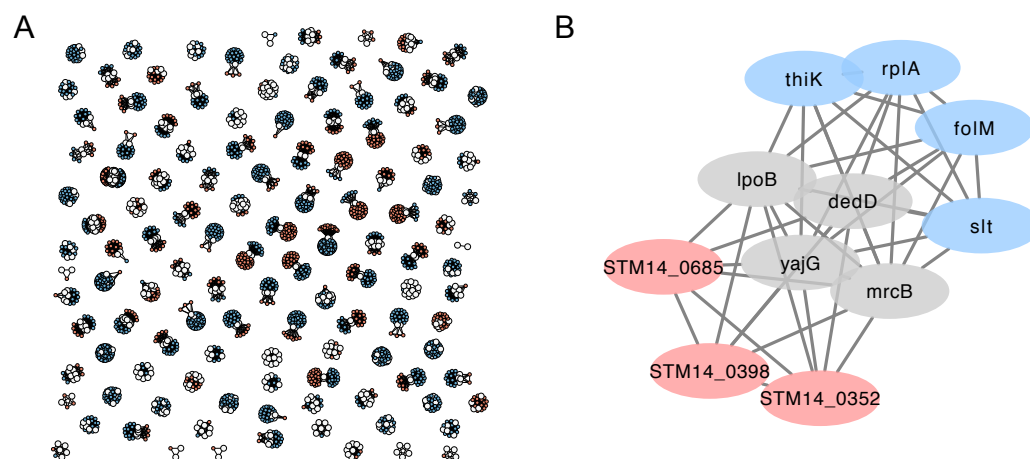 A
B
thiK
rplA
folM
lpoB
dedD
slt
STM14_0685
yajG
mrcB
STM14_0398
STM14_0352